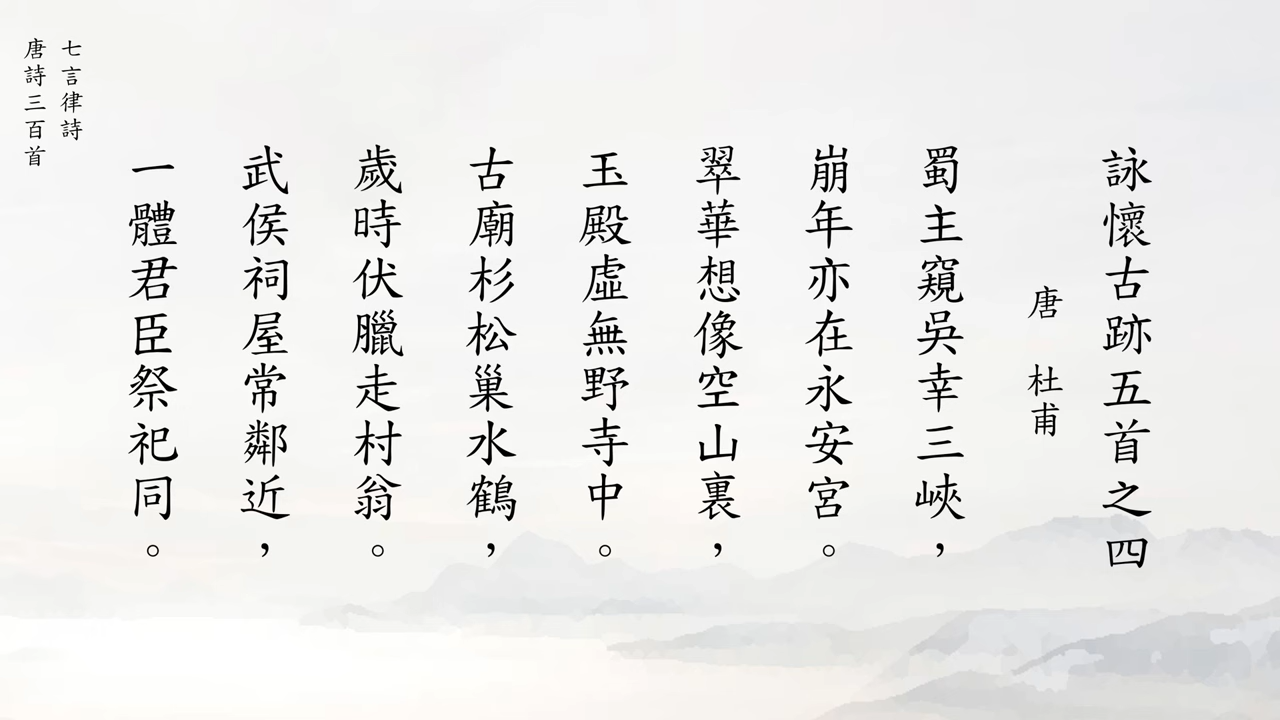 詠懷古跡五首之四
唐 杜甫
蜀主窺吳幸三峽，
崩年亦在永安宮。
翠華想像空山裏，
玉殿虛無野寺中。
古廟杉松巢水鶴，
歲時伏臘走村翁。
武侯祠屋常鄰近，
一體君臣祭祀同。
七言律詩
唐詩三百首